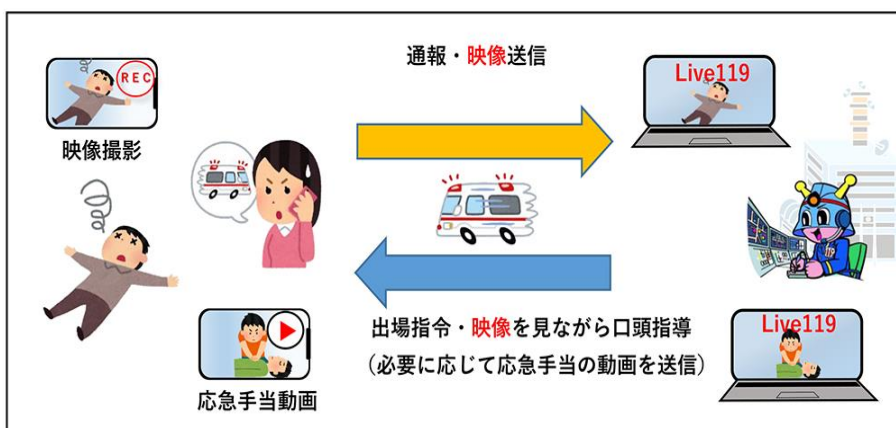 通報・映像送信
REC
Live119
映像撮影
出場指令・映像を見ながら口頭指導
（必要に応じて応急手当の動画を送信）
Live119
応急手当動画